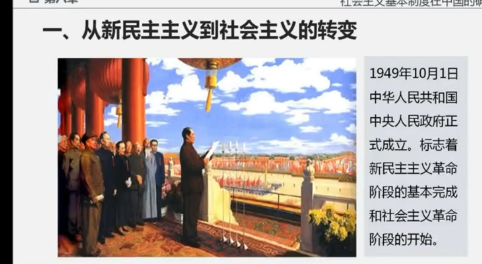 一、从新民主主义到社会主义的转变
1949年10月1日
中华人民共和国
中央人民政府正
式成立。标志着
新民主主义革命
阶段的基本完成
和社会主义革命
阶段的开始。